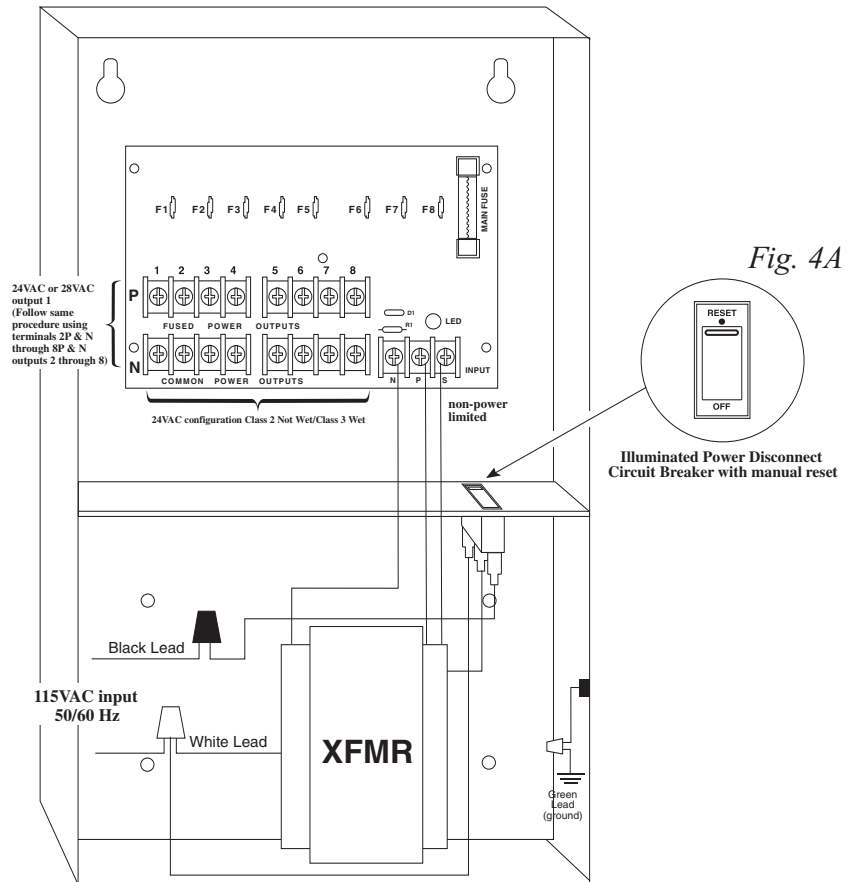 F1 F2 F3 F4 F5 F6 F7 F8
MAIN FUSE
Fig. 4A
1 2 3 4 5 6 7 8
24VAC or 28VAC
output 1
(Follow same
procedure using
terminals 2P & N
through 8P & N
outputs 2 through 8)
P
FUSED POWER OUTPUTS
D1
R1
LED
N
COMMON POWER OUTPUTS
N P S
INPUT
24VAC configuration Class 2 Not Wet/Class 3 Wet
non-power
limited
RESET
OFF
Illuminated Power Disconnect
Circuit Breaker with manual reset
Black Lead
115VAC input
50/60 Hz
White Lead
XFMR
Green
Lead
(ground)